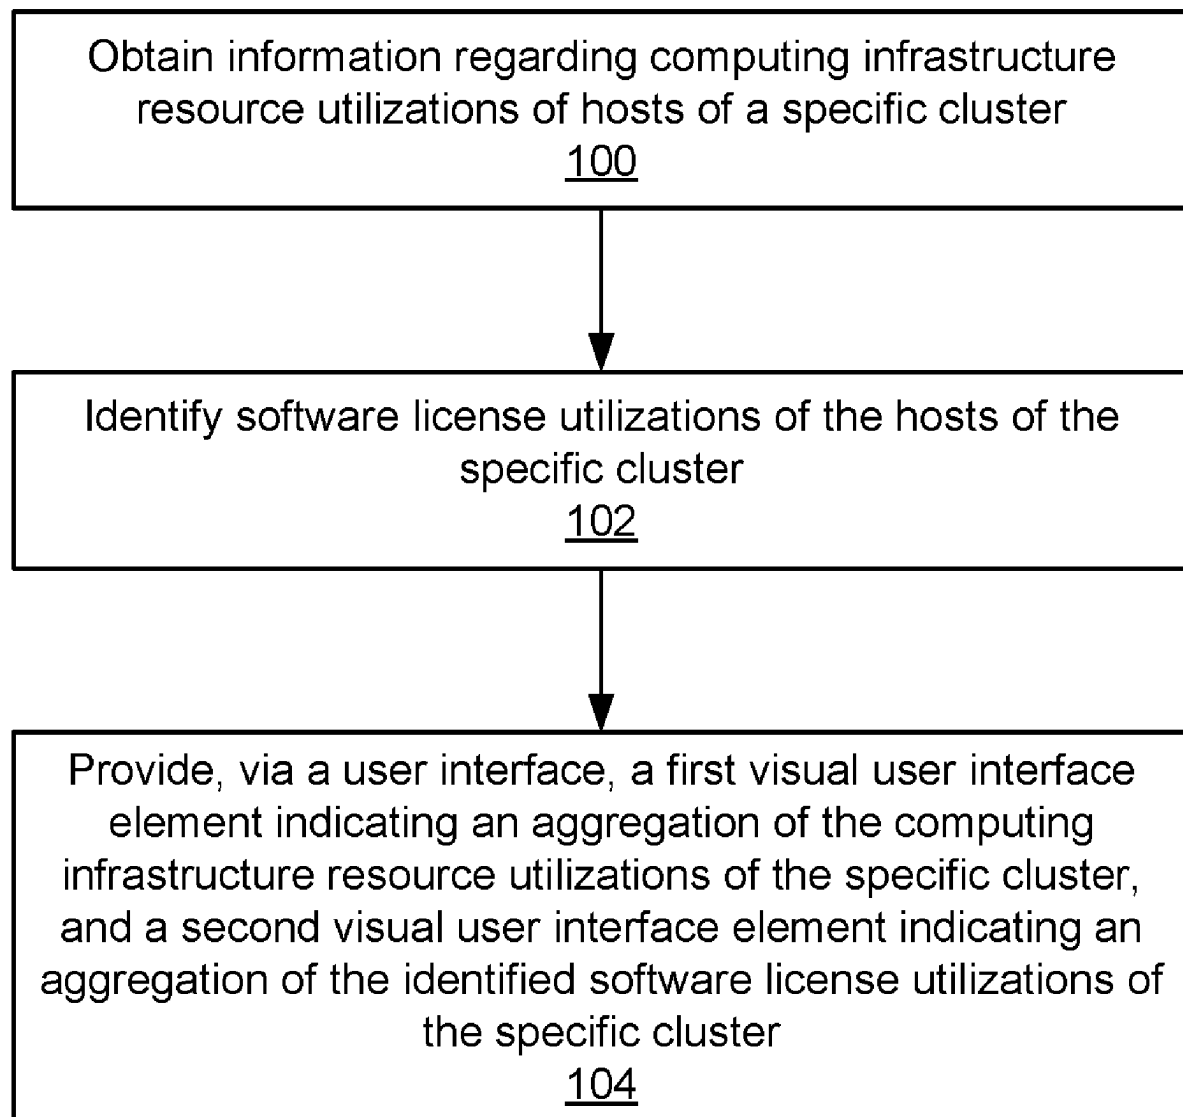 Obtain information regarding computing infrastructure
resource utilizations of hosts of a specific cluster
100
Identify software license utilizations of the hosts of the
specific cluster
102
Provide, via a user interface, a first visual user interface
element indicating an aggregation of the computing
infrastructure resource utilizations of the specific cluster,
and a second visual user interface element indicating an
aggregation of the identified software license utilizations of
the specific cluster
104